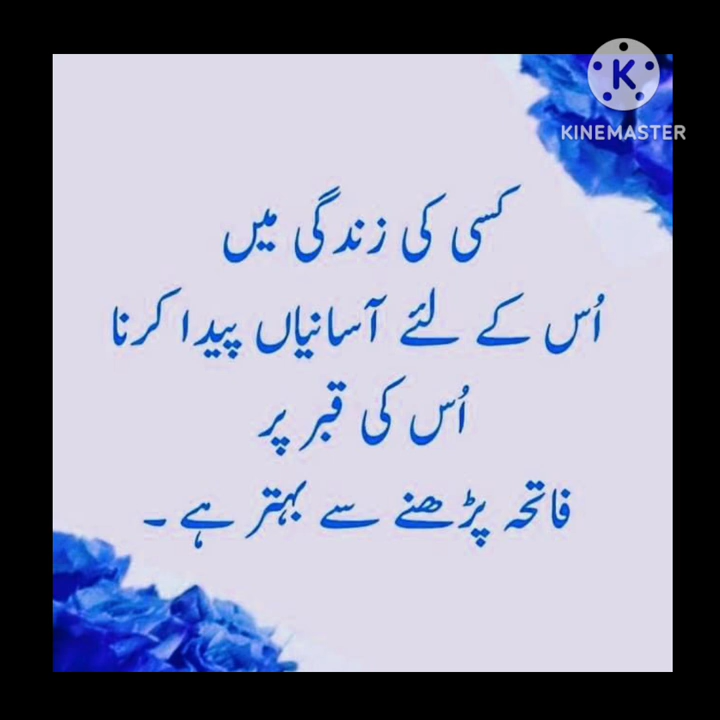 KINEMASTER
کسی کی زندگی میں
اُس کے لئے آسانیاں پیدا کرنا
اُس کی قبر پر
فاتحہ پڑھنے سے بہتر ہے ۔